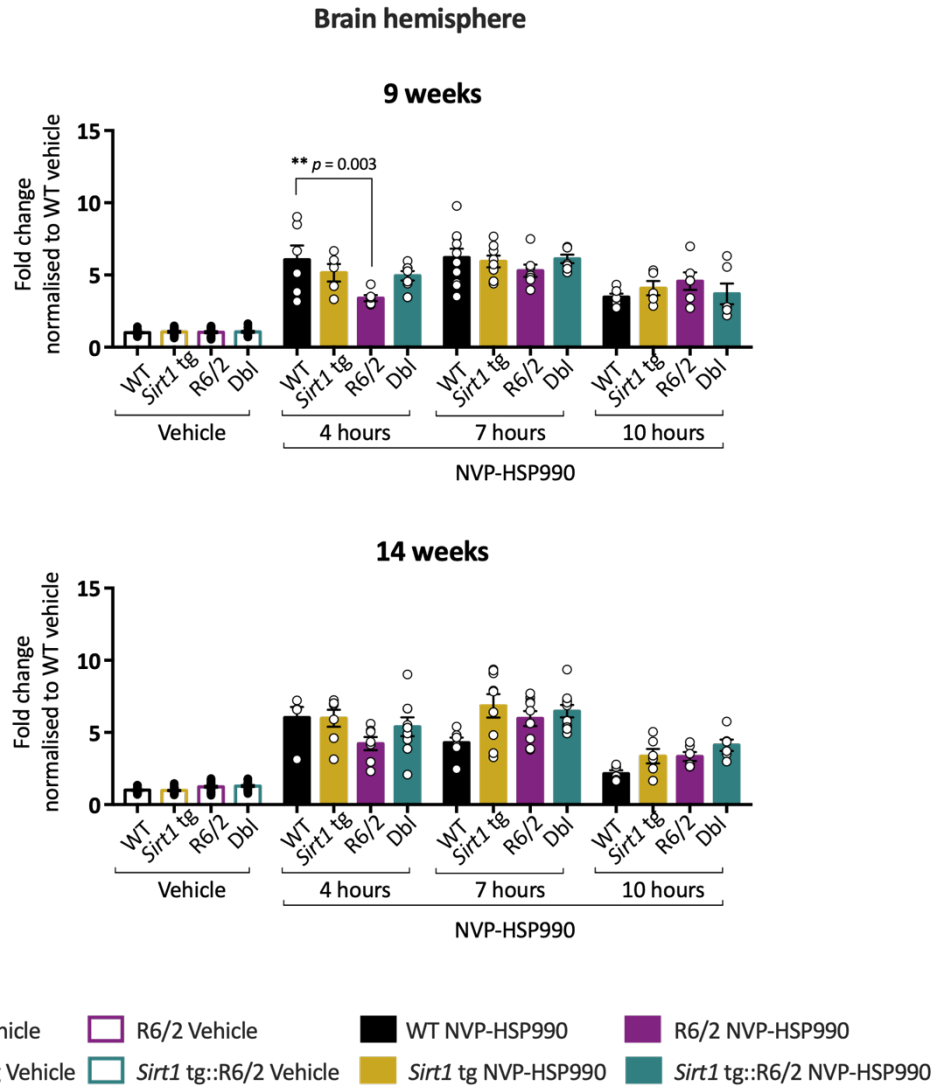 Brain hemisphere
9 weeks
Fold change
normalised to WT vehicle
15
10
5
0
** p = 0.003
WT Sirt1 tg R6/2 Dbl WT Sirt1 tg R6/2 Dbl WT Sirt1 tg R6/2 Dbl WT Sirt1 tg R6/2 Dbl
Vehicle 4 hours 7 hours 10 hours
NVP-HSP990
14 weeks
Fold change
normalised to WT vehicle
15
10
5
0
WT Sirt1 tg R6/2 Dbl WT Sirt1 tg R6/2 Dbl WT Sirt1 tg R6/2 Dbl WT Sirt1 tg R6/2 Dbl
Vehicle 4 hours 7 hours 10 hours
NVP-HSP990
hicle R6/2 Vehicle WT NVP-HSP990 R6/2 NVP-HSP990
Vehicle Sirt1 tg::R6/2 Vehicle Sirt1 tg NVP-HSP990 Sirt1 tg::R6/2 NVP-HSP990